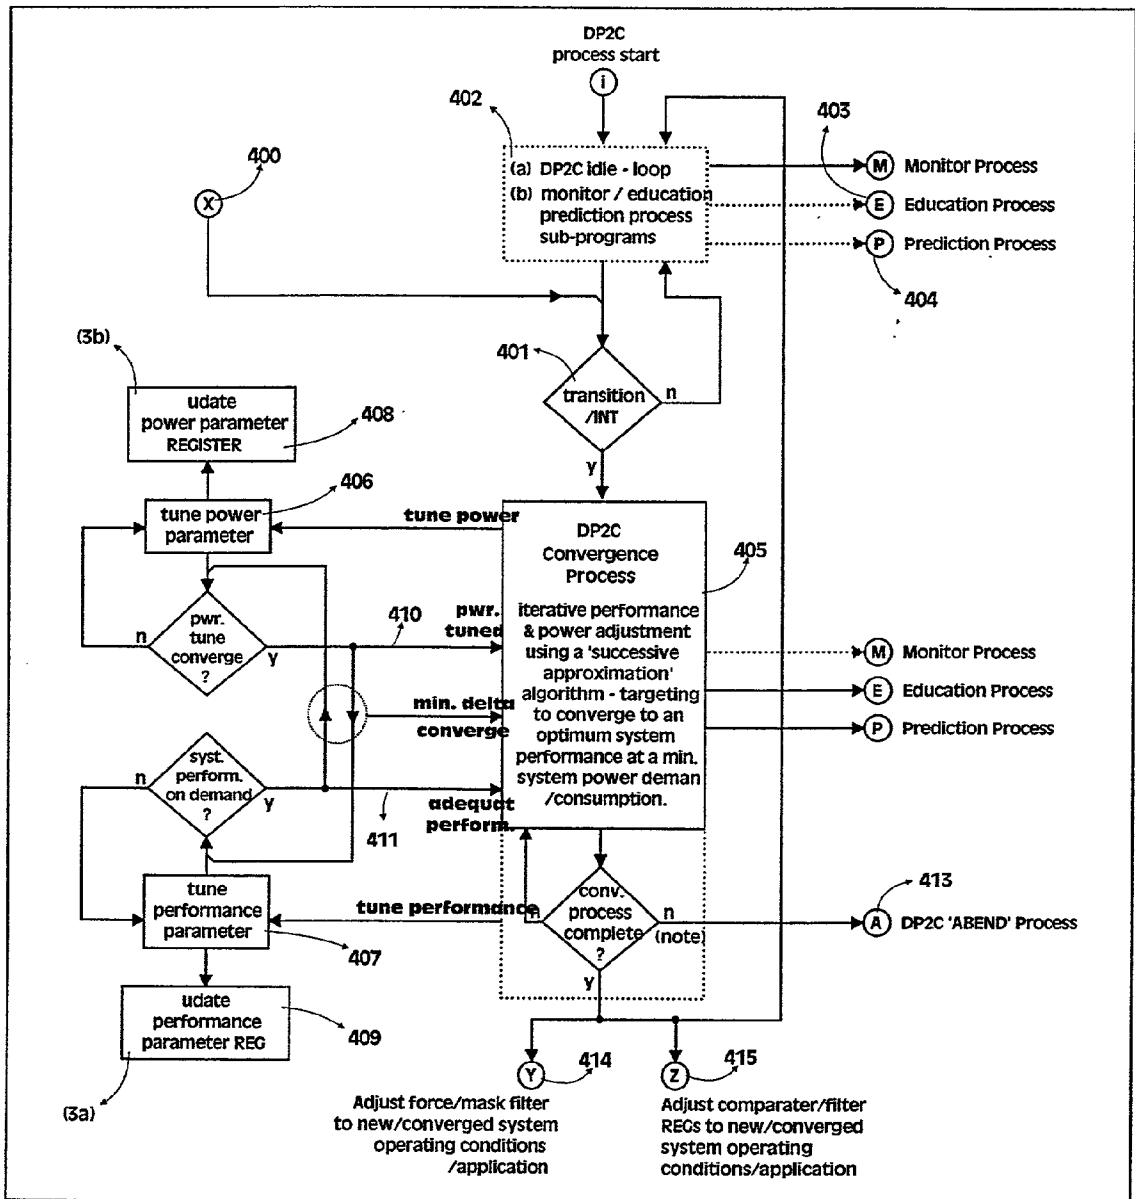 DP2C
process start
i
402
403
400
(a) DP2C idle - loop
(b) monitor / education
prediction process
sub-programs
M Monitor Process
E Education Process
P Prediction Process
X
404
(3b)
401
transition
/INT
n
y
udate
power parameter
REGISTER
408
406
tune power
parameter
tune power
DP2C
Convergence
Process
405
iterative performance
& power adjustment
using a 'successive
approximation'
algorithm - targeting
to converge to an
optimum system
performance at a min.
system power deman
/consumption.
n
pwr.
tune
converge
?
y
410
pwr.
tuned
M Monitor Process
E Education Process
P Prediction Process
min. delta
converge
n
syst.
perform.
on demand
?
y
411
adequat
perform.
tune
performance
parameter
407
tune performance
n
conv.
process
complete
?
n
(note)
y
413
A DP2C 'ABEND' Process
udate
performance
parameter REG
409
(3a)
Y
414
Z
415
Adjust force/mask filter
to new/converged system
operating conditions
/application
Adjust comparater/filter
REGs to new/converged
system operating
conditions/application